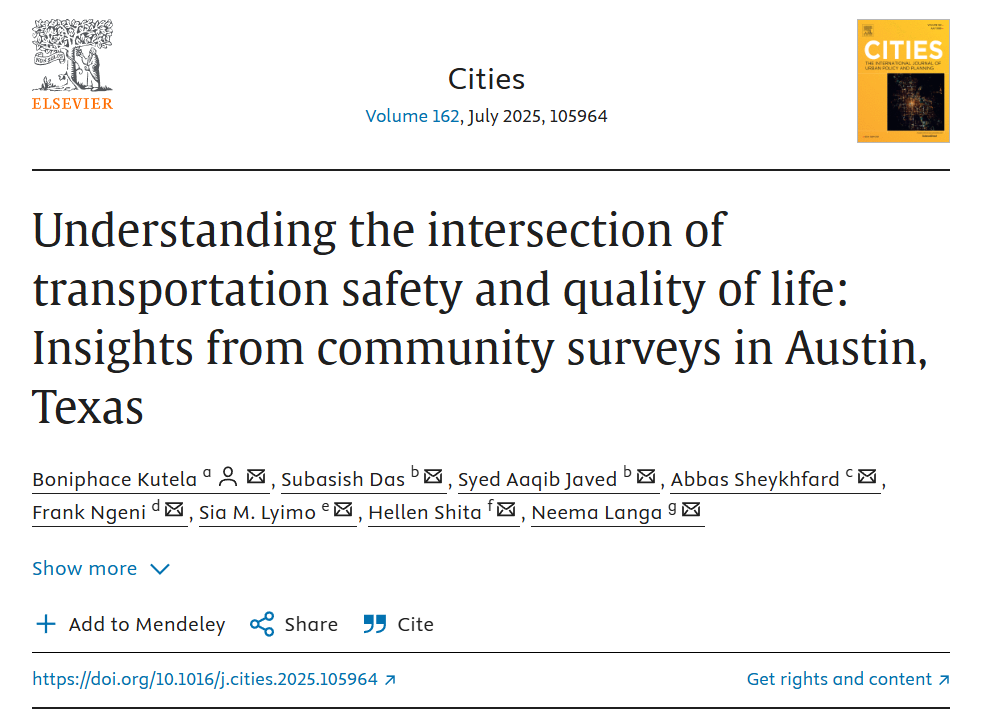 ELSEVIER
Cities
Volume 162, July 2025, 105964
CITIES
THE INTERNATIONAL JOURNAL OF
URBAN POLICY AND PLANNING
Understanding the intersection of
transportation safety and quality of life:
Insights from community surveys in Austin,
Texas
Boniphace Kutela a, Subasish Das b, Syed Aaqib Javed b, Abbas Sheykhfard c,
Frank Ngeni d, Sia M. Lyimo e, Hellen Shita f, Neema Langa g
Show more
Add to Mendeley Share Cite
https://doi.org/10.1016/j.cities.2025.105964
Get rights and content